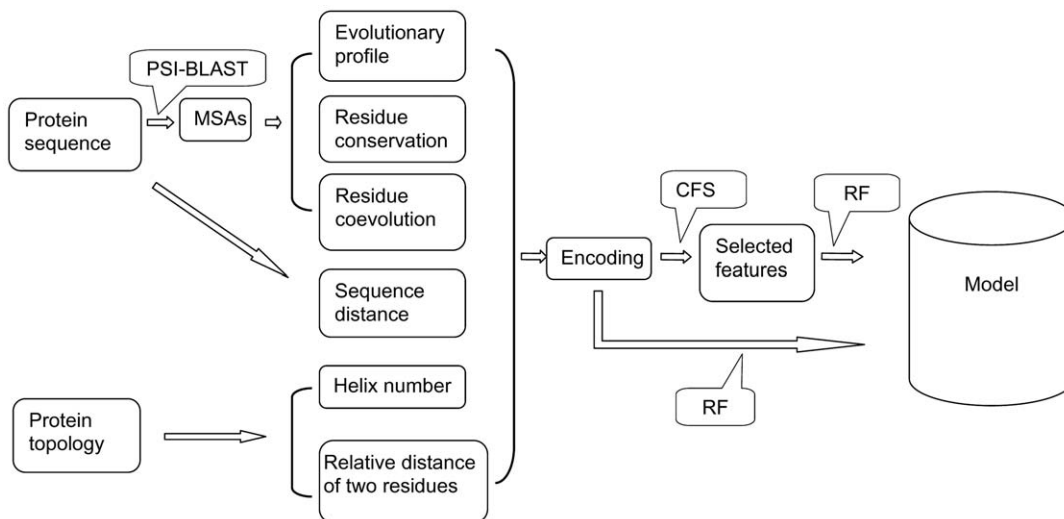 Protein
sequence
PSI-BLAST
MSAs
Evolutionary
profile
Residue
conservation
Residue
coevolution
Sequence
distance
Protein
topology
Helix number
Relative distance
of two residues
Encoding
CFS
Selected
features
RF
RF
Model